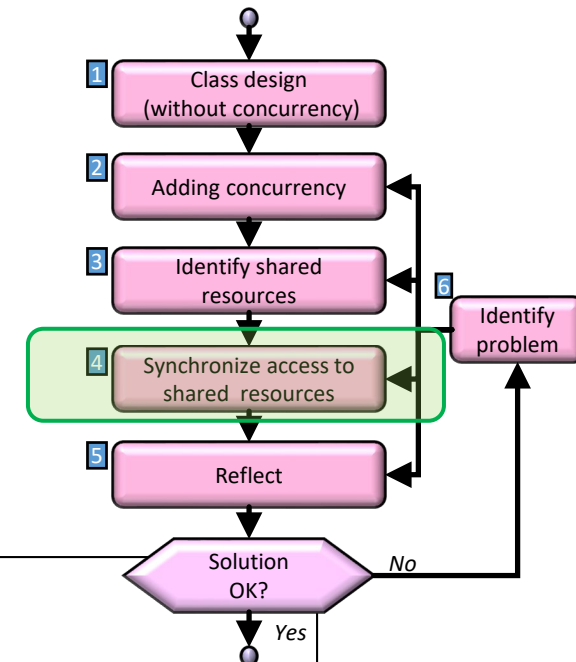 1
Class design
(without concurrency)
2
Adding concurrency
3
Identify shared
resources
6
Identify
problem
4
Synchronize access to
shared resources
5
Reflect
Solution
OK?
No
Yes